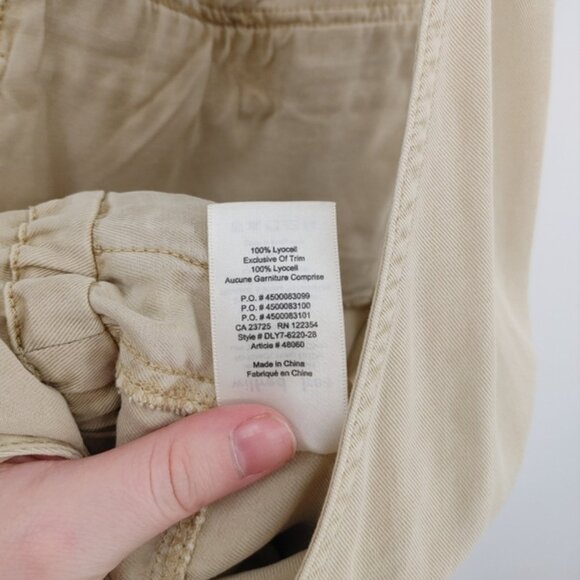 100% Lyocell
Exclusive Of Trim
100% Lyocell
Aucune Garniture Comprise
P.O. # 4500083099
P.O. # 4500083100
P.O. # 4500083101
CA 23725 RN 122354
Style # DLY7-6220-28
Article # 48060
Made in China
Fabriqué en Chine